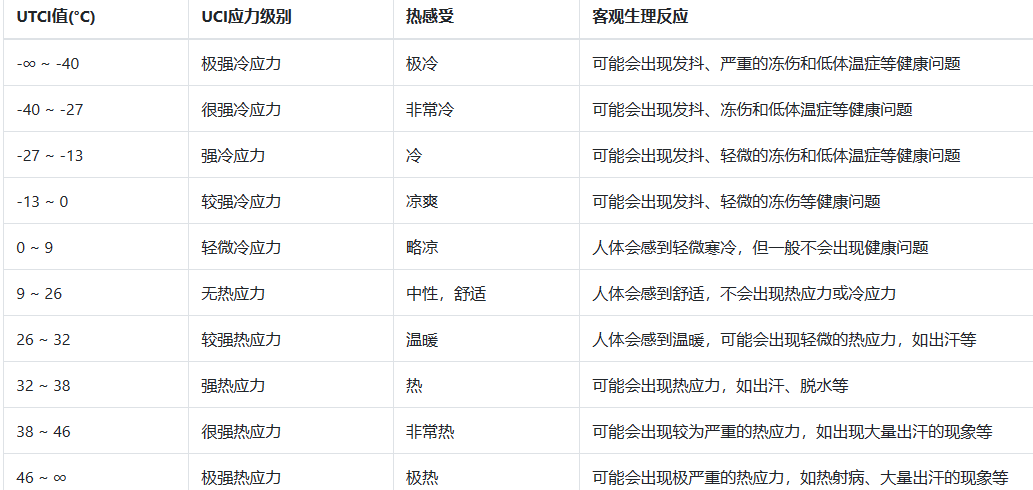 UTCI值(°C) UCI应力级别 热感受 客观生理反应
-∞ ~ -40 极强冷应力 极冷 可能会出现发抖、严重的冻伤和低体温症等健康问题
-40 ~ -27 很强冷应力 非常冷 可能会出现发抖、冻伤和低体温症等健康问题
-27 ~ -13 强冷应力 冷 可能会出现发抖、轻微的冻伤和低体温症等健康问题
-13 ~ 0 较强冷应力 凉爽 可能会出现发抖、轻微的冻伤等健康问题
0 ~ 9 轻微冷应力 略凉 人体会感到轻微寒冷，但一般不会出现健康问题
9 ~ 26 无热应力 中性，舒适 人体会感到舒适，不会出现热应力或冷应力
26 ~ 32 较强热应力 温暖 人体会感到温暖，可能会出现轻微的热应力，如出汗等
32 ~ 38 强热应力 热 可能会出现热应力，如出汗、脱水等
38 ~ 46 很强热应力 非常热 可能会出现较为严重的热应力，如出现大量出汗的现象等
46 ~ ∞ 极强热应力 极热 可能会出现极严重的热应力，如热射病、大量出汗的现象等